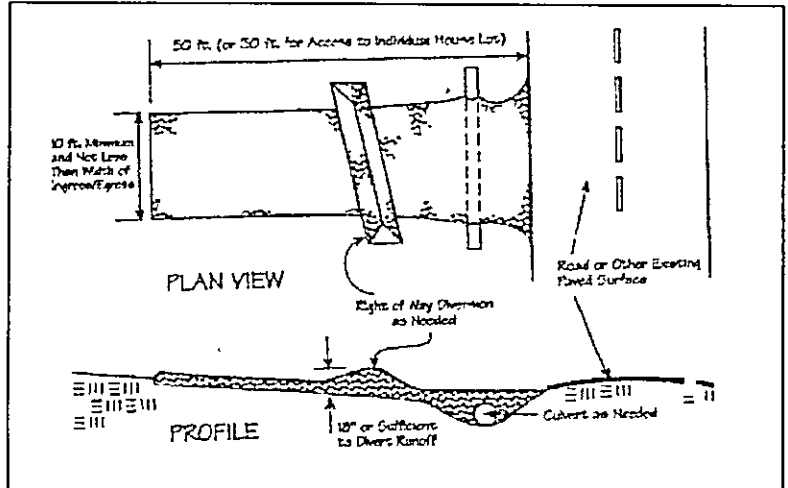 50 ft. (or 30 ft. for Access to Individual House Lot)
10 ft. Minimum
and Not Less
Than Width of
Ingress/Egress
PLAN VIEW
Right of Way Diversion
as Needed
Road or Other Existing
Paved Surface
18" or Sufficient
to Divert Runoff
Culvert as Needed
PROFILE